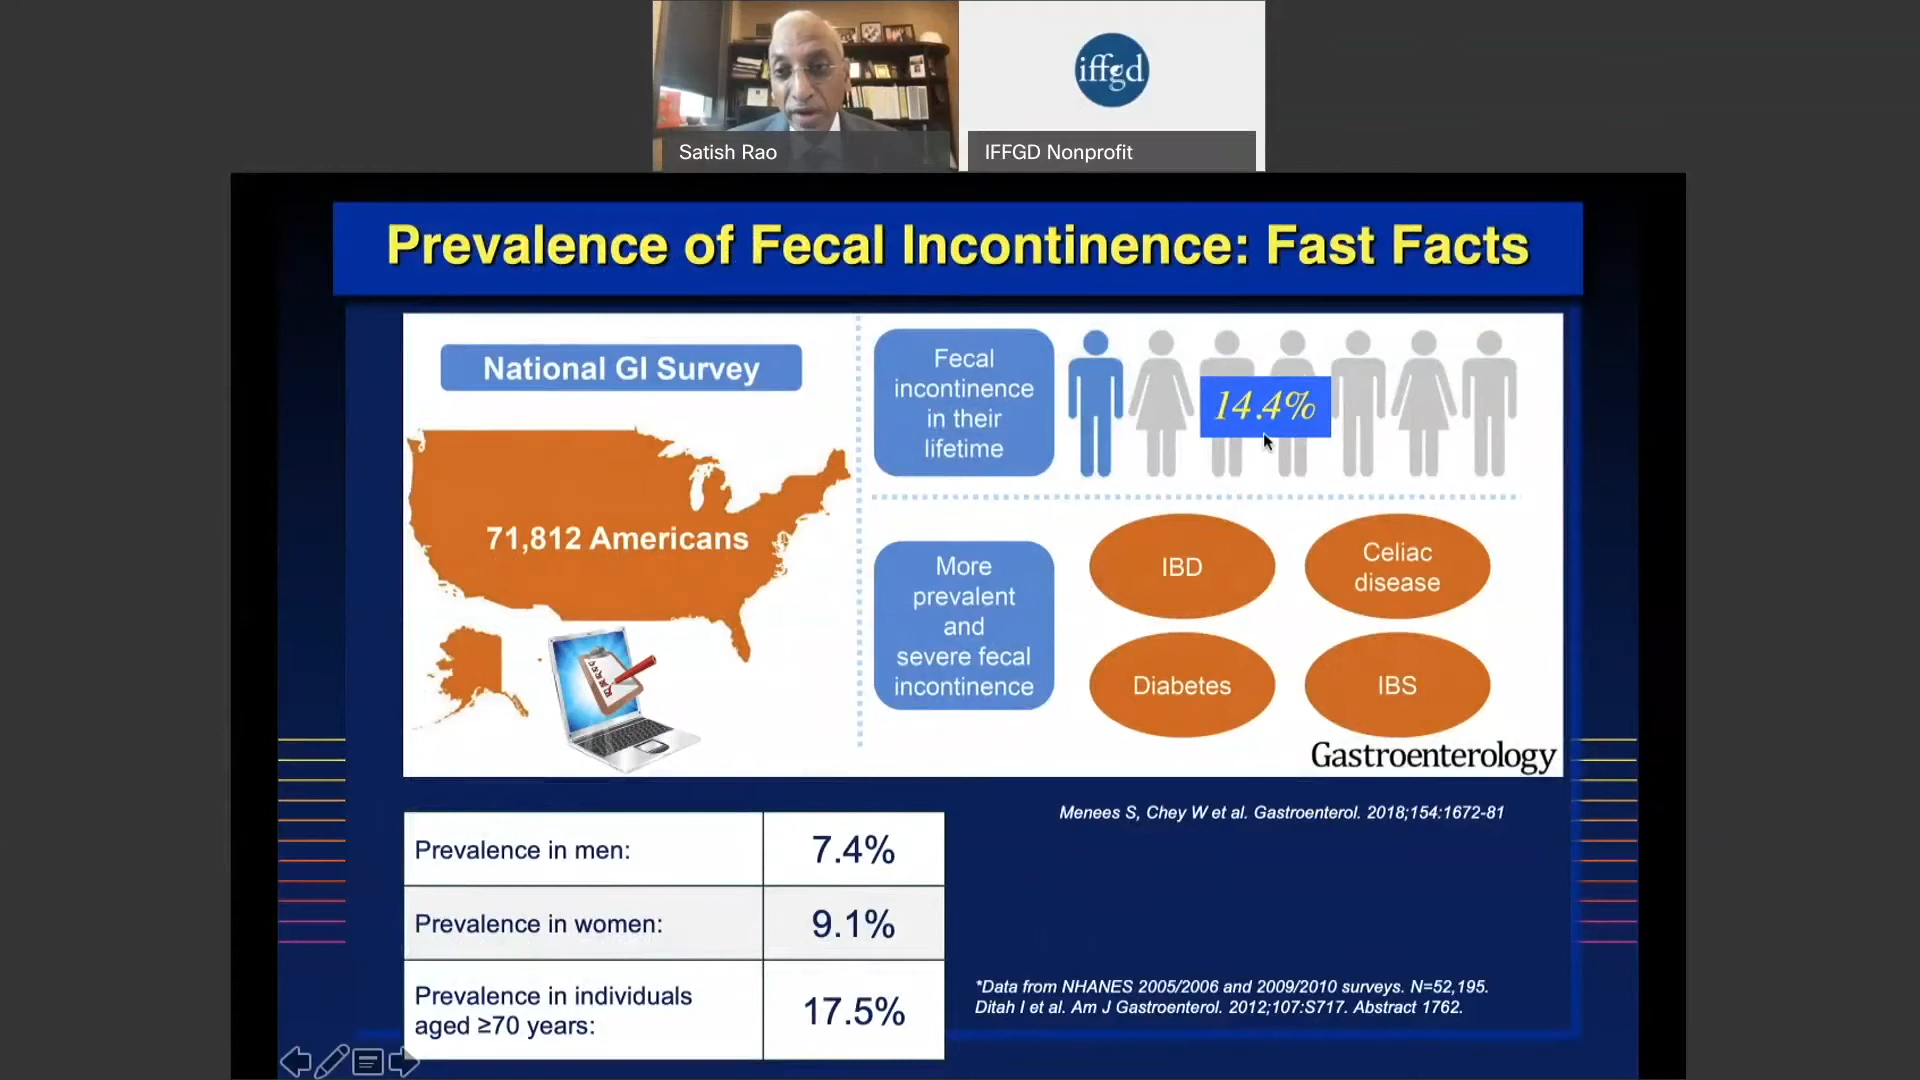 iffgd
Satish Rao
IFFGD Nonprofit
Prevalence of Fecal Incontinence: Fast Facts
National GI Survey
71,812 Americans
Fecal
incontinence
in their
lifetime
14.4%
More
prevalent
and
severe fecal
incontinence
IBD
Celiac
disease
Diabetes
IBS
Gastroenterology
Menees S, Chey W et al. Gastroenterol. 2018;154:1672-81
Prevalence in men: 7.4%
Prevalence in women: 9.1%
Prevalence in individuals
aged ≥70 years: 17.5%
*Data from NHANES 2005/2006 and 2009/2010 surveys. N=52,195.
Ditah I et al. Am J Gastroenterol. 2012;107:S717. Abstract 1762.